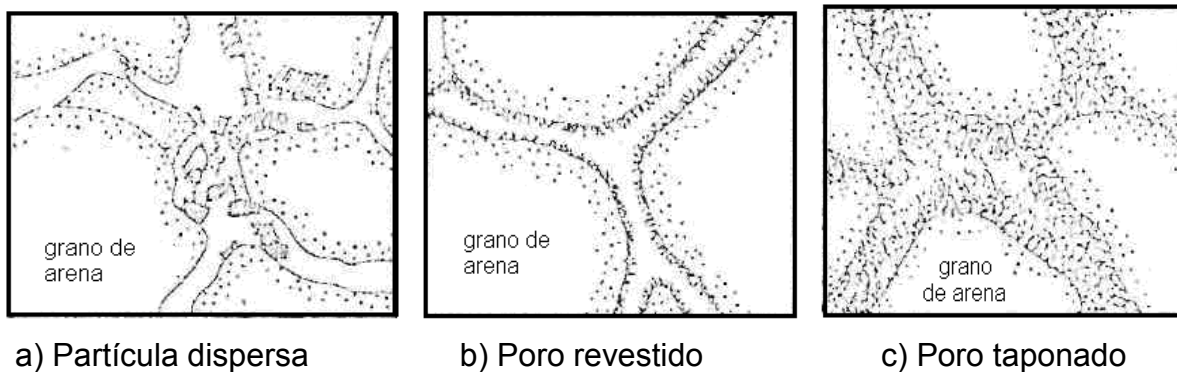 grano de
arena
grano de
arena
grano
de arena
a) Partícula dispersa
b) Poro revestido
c) Poro taponado